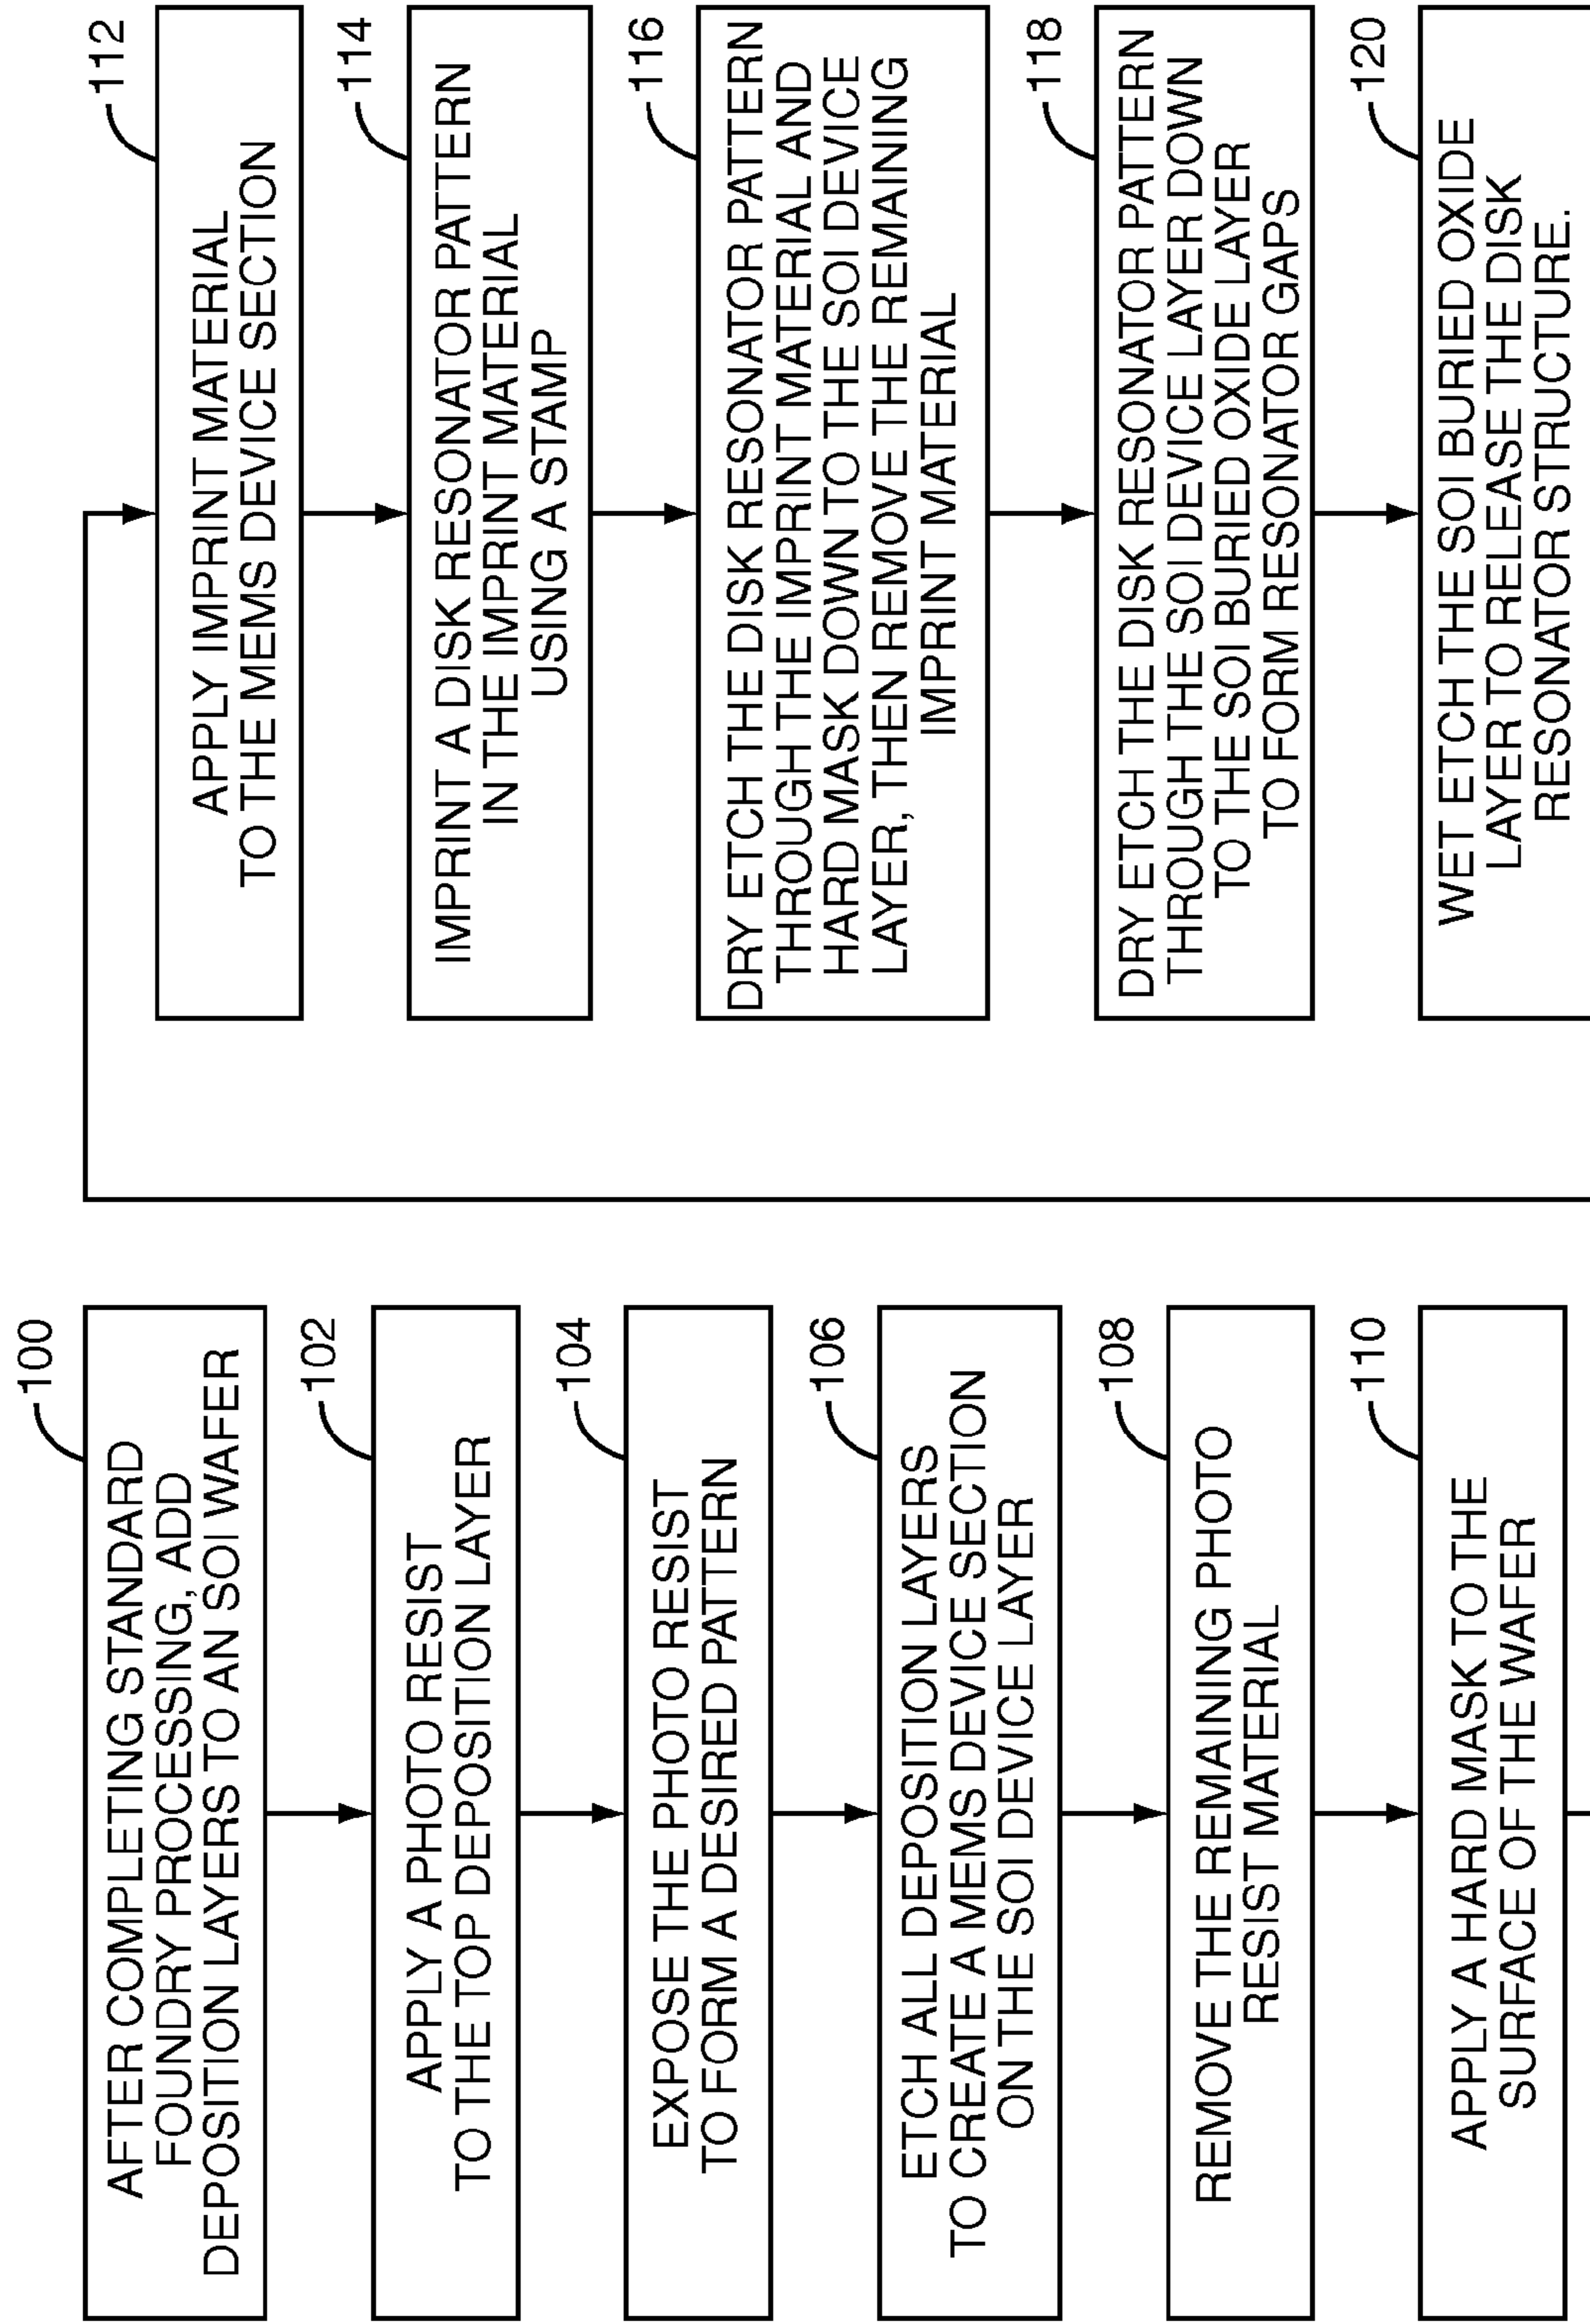 100
AFTER COMPLETING STANDARD
FOUNDRY PROCESSING, ADD
DEPOSITION LAYERS TO AN SOI WAFER
102
APPLY A PHOTO RESIST
TO THE TOP DEPOSITION LAYER
104
EXPOSE THE PHOTO RESIST
TO FORM A DESIRED PATTERN
106
ETCH ALL DEPOSITION LAYERS
TO CREATE A MEMS DEVICE SECTION
ON THE SOI DEVICE LAYER
108
REMOVE THE REMAINING PHOTO
RESIST MATERIAL
110
APPLY A HARD MASK TO THE
SURFACE OF THE WAFER
112
APPLY IMPRINT MATERIAL
TO THE MEMS DEVICE SECTION
114
IMPRINT A DISK RESONATOR PATTERN
IN THE IMPRINT MATERIAL
USING A STAMP
116
DRY ETCH THE DISK RESONATOR PATTERN
THROUGH THE IMPRINT MATERIAL AND
HARD MASK DOWN TO THE SOI DEVICE
LAYER, THEN REMOVE THE REMAINING
IMPRINT MATERIAL
118
DRY ETCH THE DISK RESONATOR PATTERN
THROUGH THE SOI DEVICE LAYER DOWN
TO THE SOI BURIED OXIDE LAYER
TO FORM RESONATOR GAPS
120
WET ETCH THE SOI BURIED OXIDE
LAYER TO RELEASE THE DISK
RESONATOR STRUCTURE.